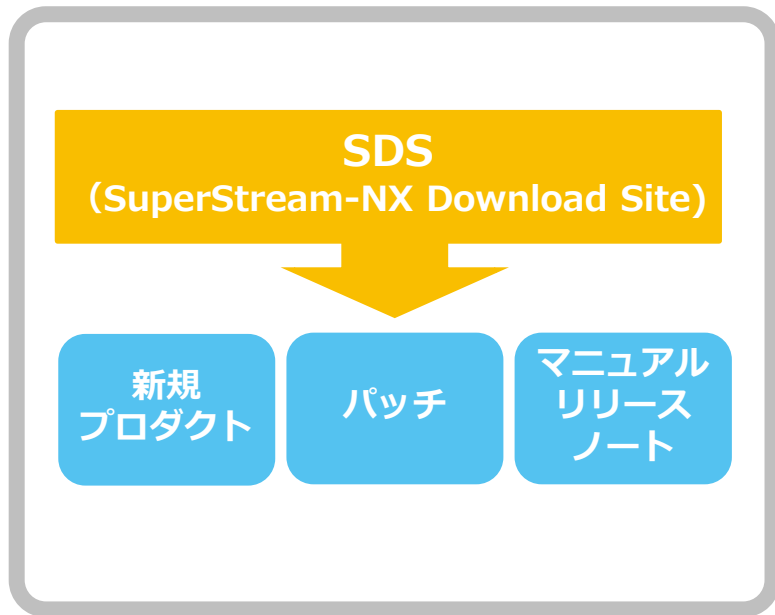 SDS
（SuperStream-NX Download Site)
新規
プロダクト
パッチ
マニュアル
リリース
ノート